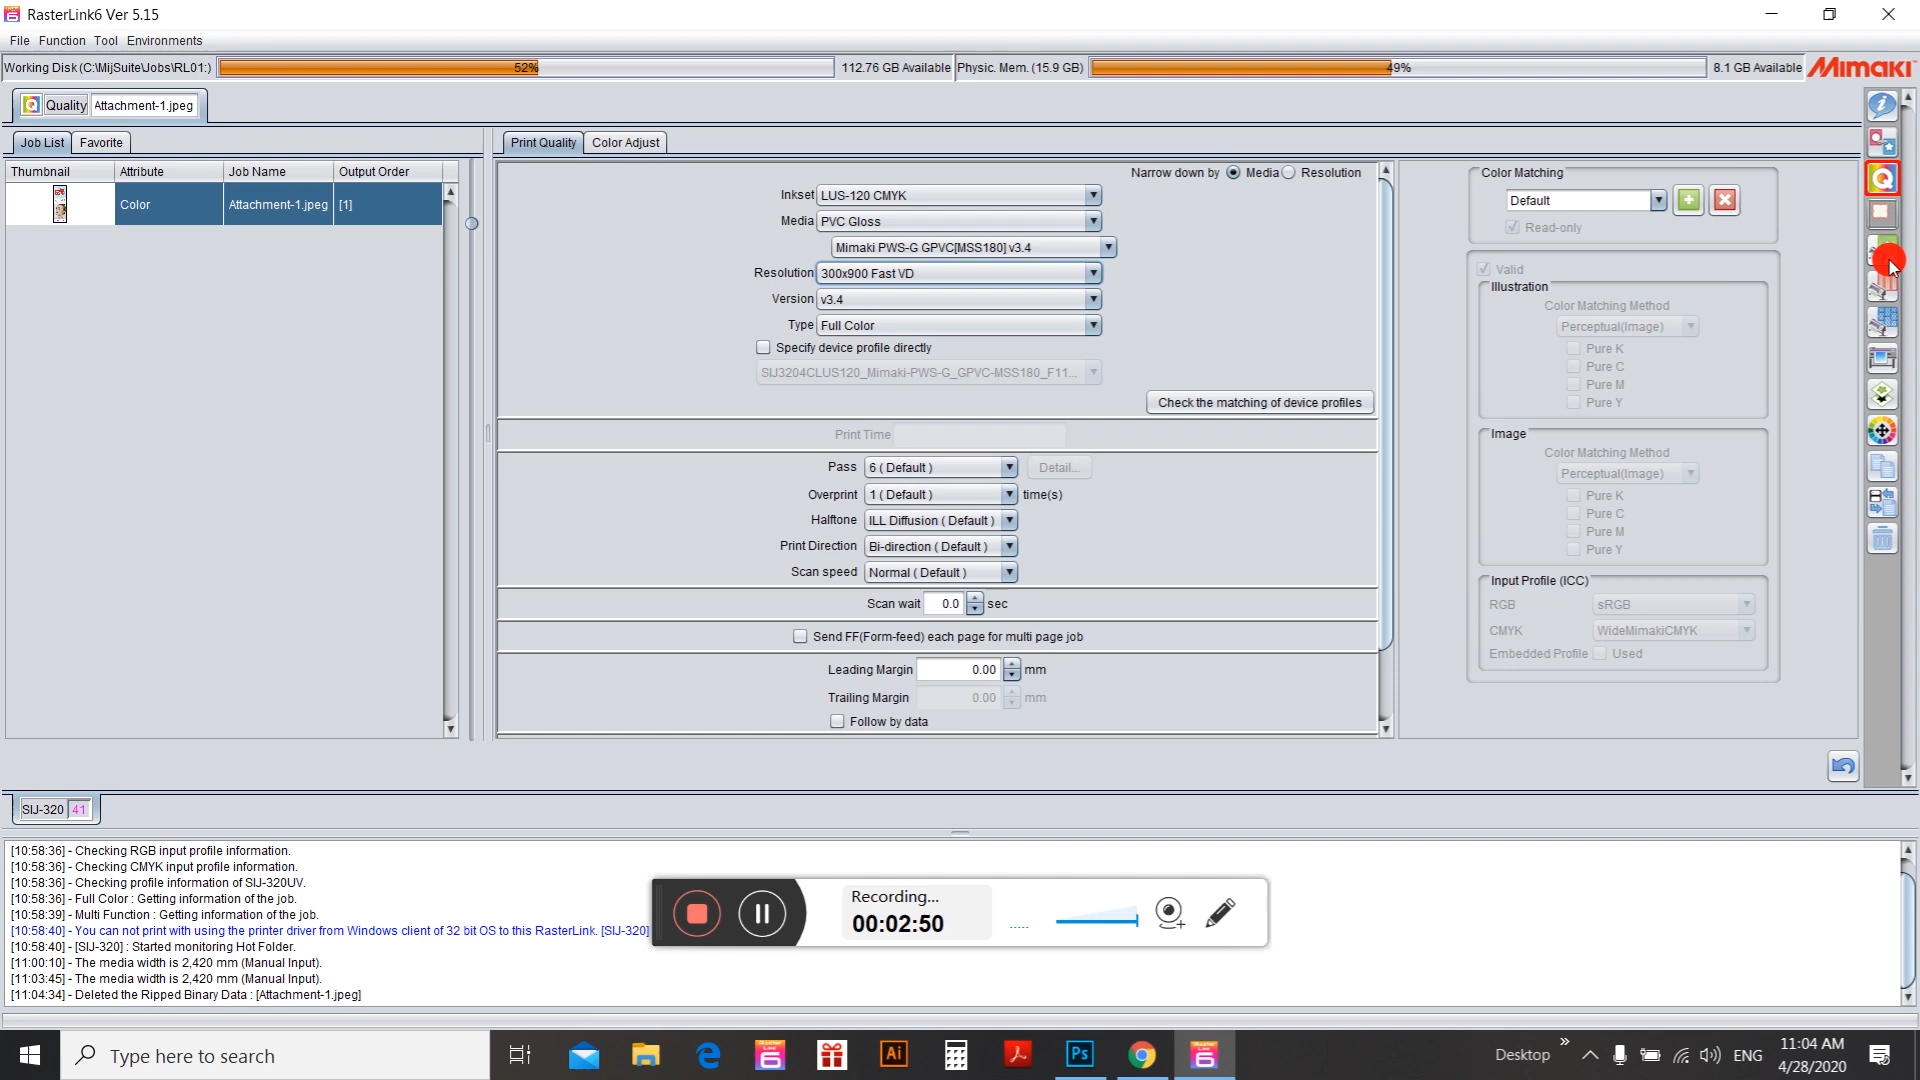 RasterLink6 Ver 5.15
File Function Tool Environments
Working Disk (C:\MijSuite\Jobs\RL01:) 52% 112.76 GB Available Physic. Mem. (15.9 GB) 49% 8.1 GB Available Mimaki
Quality Attachment-1.jpeg
Job List Favorite
Thumbnail Attribute Job Name Output Order
Color Attachment-1.jpeg [1]
Print Quality Color Adjust
Narrow down by Media Resolution
Inkset LUS-120 CMYK
Media PVC Gloss
Mimaki PWS-G GPVC[MSS180] v3.4
Resolution 300x900 Fast VD
Version v3.4
Type Full Color
Specify device profile directly
SIJ3204CLUS120_Mimaki-PWS-G_GPVC-MSS180_F11...
Check the matching of device profiles
Print Time
Pass 6 ( Default ) Detail...
Overprint 1 ( Default ) time(s)
Halftone ILL Diffusion ( Default )
Print Direction Bi-direction ( Default )
Scan speed Normal ( Default )
Scan wait 0.0 sec
Send FF(Form-feed) each page for multi page job
Leading Margin 0.00 mm
Trailing Margin 0.00 mm
Follow by data
Color Matching
Default
Read-only
Valid
Illustration
Color Matching Method
Perceptual(Image)
Pure K
Pure C
Pure M
Pure Y
Image
Color Matching Method
Perceptual(Image)
Pure K
Pure C
Pure M
Pure Y
Input Profile (ICC)
RGB sRGB
CMYK WideMimakiCMYK
Embedded Profile Used
SIJ-320 41
[10:58:36] - Checking RGB input profile information.
[10:58:36] - Checking CMYK input profile information.
[10:58:36] - Checking profile information of SIJ-320UV.
[10:58:36] - Full Color : Getting information of the job.
[10:58:39] - Multi Function : Getting information of the job.
[10:58:40] - You can not print with using the printer driver from Windows client of 32 bit OS to this RasterLink. [SIJ-320]
[10:58:40] - [SIJ-320] : Started monitoring Hot Folder.
[11:00:10] - The media width is 2,420 mm (Manual Input).
[11:03:45] - The media width is 2,420 mm (Manual Input).
[11:04:34] - Deleted the Ripped Binary Data : [Attachment-1.jpeg]
Recording...
00:02:50
Type here to search
Raster Link 6
Ai
Ps
Raster Link 6
Desktop
ENG
11:04 AM
4/28/2020